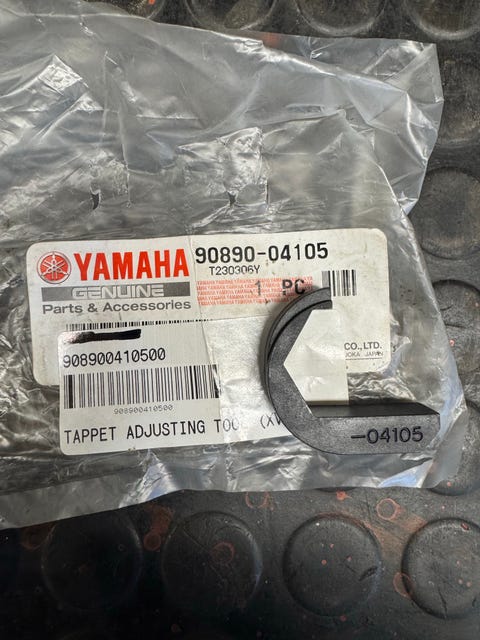 YAMAHA
GENUINE
Parts & Accessories
90890-04105
T230306Y
1 PC
CO., LTD.
JAPAN
908900410500
908900410500
TAPPET ADJUSTING TOO
-04105